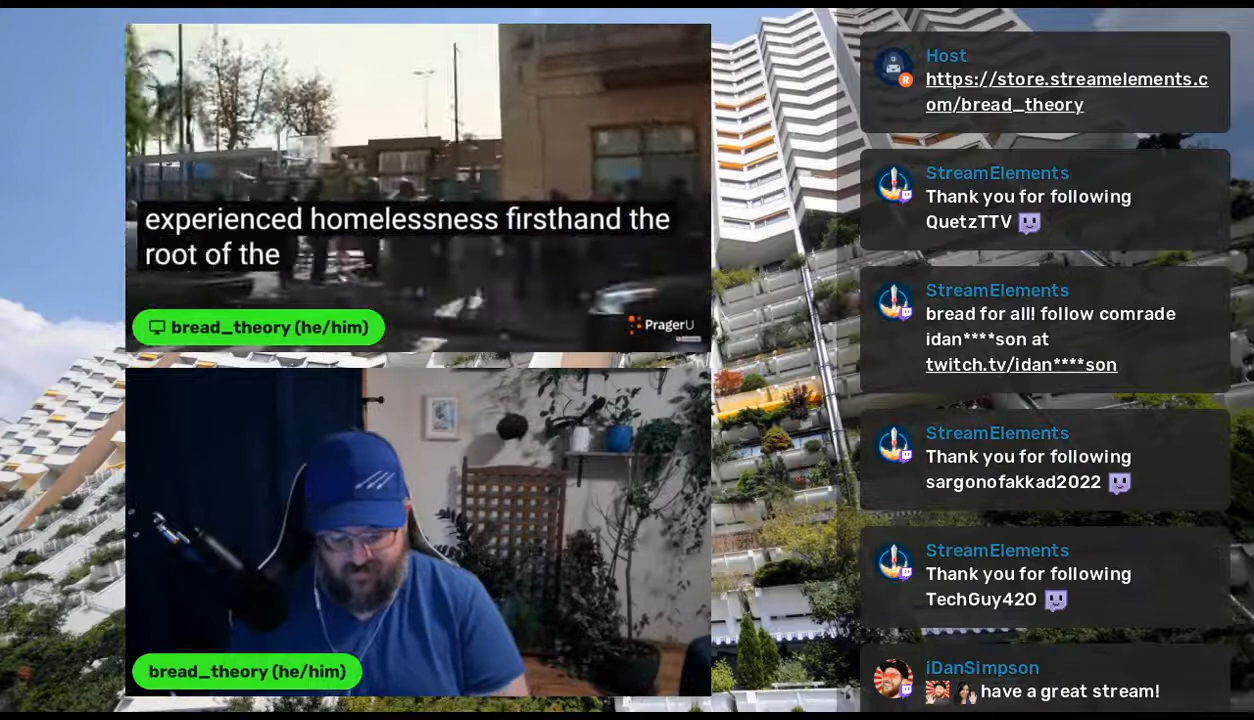 experienced homelessness firsthand the
root of the
bread_theory (he/him)
PragerU
bread_theory (he/him)
Host
https://store.streamelements.c
om/bread_theory
StreamElements
Thank you for following
QuetzTTV
StreamElements
bread for all! follow comrade
idan****son at
twitch.tv/idan****son
StreamElements
Thank you for following
sargonofakkad2022
StreamElements
Thank you for following
TechGuy420
iDanSimpson
have a great stream!